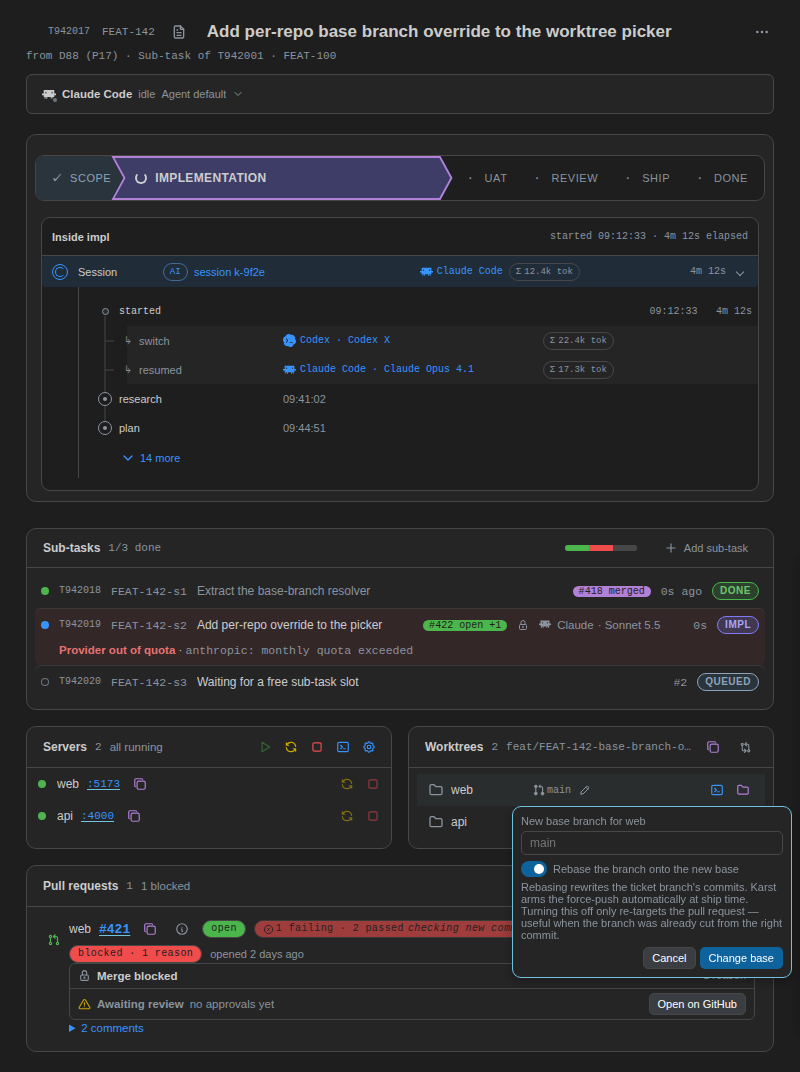 T942017 FEAT-142 Add per-repo base branch override to the worktree picker
from D88 (P17) · Sub-task of T942001 · FEAT-100
Claude Code idle Agent default
SCOPE IMPLEMENTATION · UAT · REVIEW · SHIP · DONE
Inside impl started 09:12:33 · 4m 12s elapsed
Session AI session k-9f2e Claude Code Σ 12.4k tok 4m 12s
started 09:12:33 4m 12s
↳ switch Codex · Codex X Σ 22.4k tok
↳ resumed Claude Code · Claude Opus 4.1 Σ 17.3k tok
research 09:41:02
plan 09:44:51
14 more
Sub-tasks 1/3 done Add sub-task
T942018 FEAT-142-s1 Extract the base-branch resolver #418 merged 0s ago DONE
T942019 FEAT-142-s2 Add per-repo override to the picker #422 open +1 Claude · Sonnet 5.5 0s IMPL
Provider out of quota · anthropic: monthly quota exceeded
T942020 FEAT-142-s3 Waiting for a free sub-task slot #2 QUEUED
Servers 2 all running
web :5173
api :4000
Worktrees 2 feat/FEAT-142-base-branch-o…
web main
api
New base branch for web
main
Rebase the branch onto the new base
Rebasing rewrites the ticket branch's commits. Karst
arms the force-push automatically at ship time.
Turning this off only re-targets the pull request —
useful when the branch was already cut from the right
commit.
Cancel Change base
Pull requests 1 1 blocked
web #421 open 1 failing · 2 passed checking new com
blocked · 1 reason opened 2 days ago
Merge blocked
Awaiting review no approvals yet Open on GitHub
2 comments